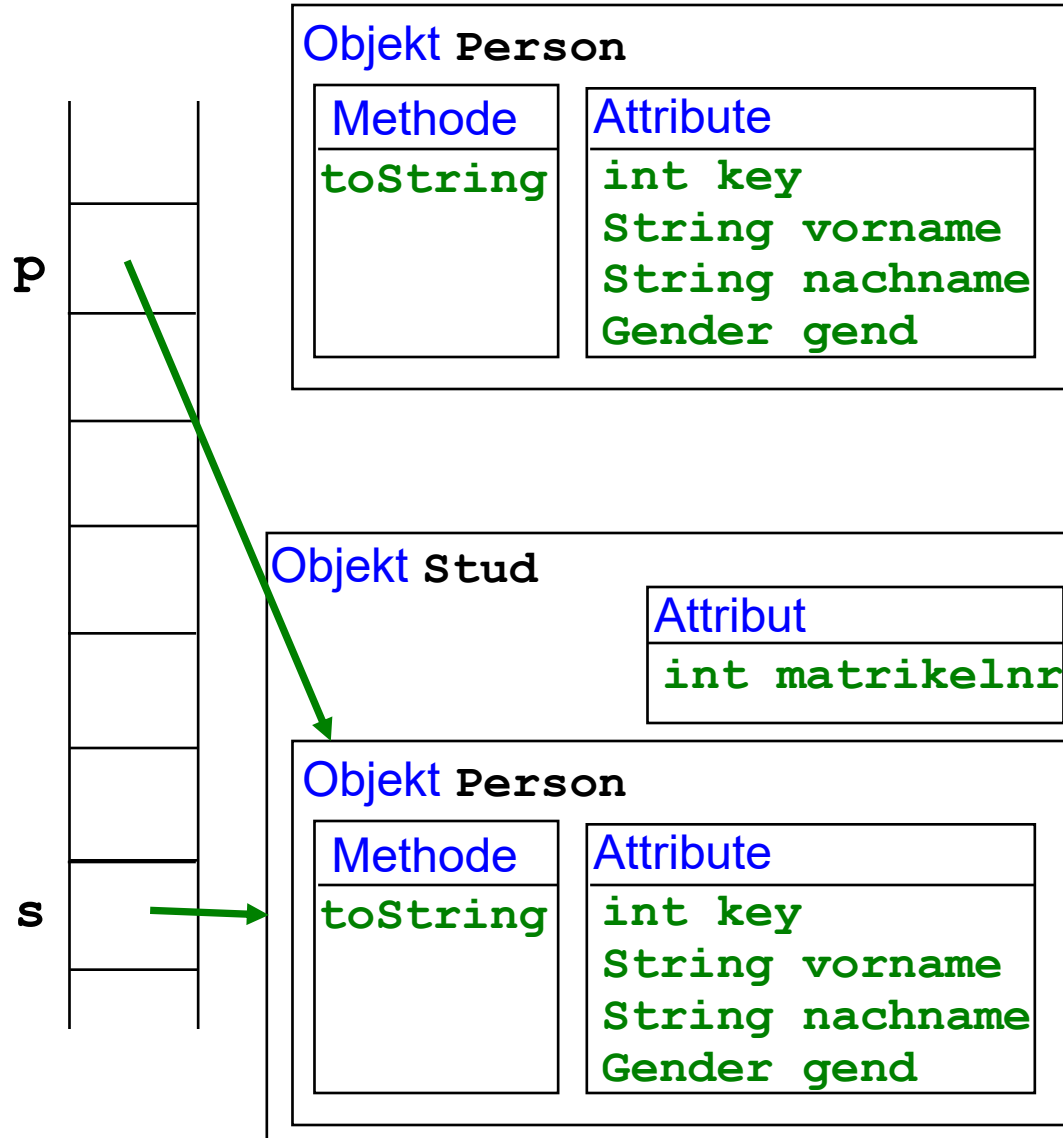 Objekt Person
Methode
toString
Attribute
int key
String vorname
String nachname
Gender gend
p
Objekt Stud
Attribut
int matrikelnr
Objekt Person
Methode
toString
Attribute
int key
String vorname
String nachname
Gender gend
s